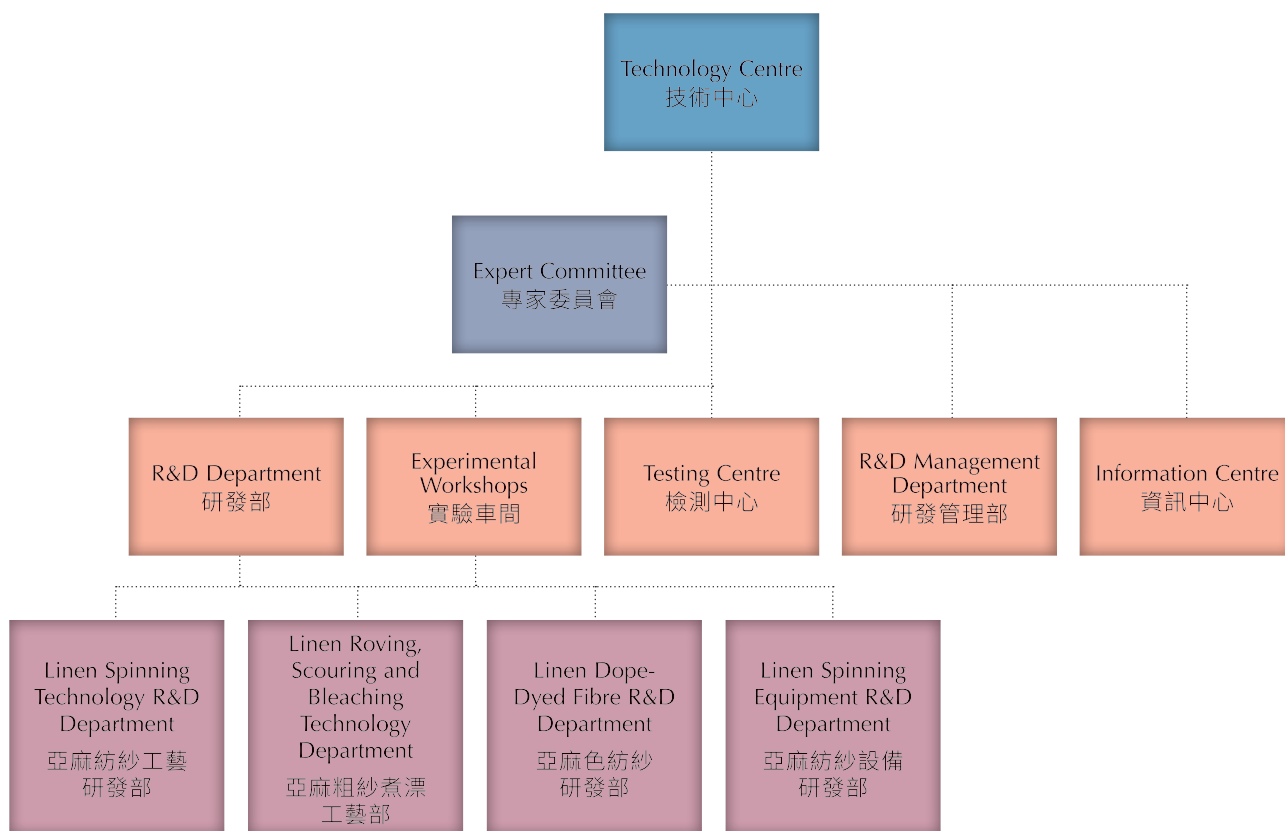 Technology Centre
技術中心
Expert Committee
專家委員會
R&D Department
研發部
Experimental
Workshops
實驗車間
Testing Centre
檢測中心
R&D Management
Department
研發管理部
Information Centre
資訊中心
Linen Spinning
Technology R&D
Department
亞麻紡紗工藝
研發部
Linen Roving,
Scouring and
Bleaching
Technology
Department
亞麻粗紗煮漂
工藝部
Linen Dope-
Dyed Fibre R&D
Department
亞麻色紡紗
研發部
Linen Spinning
Equipment R&D
Department
亞麻紡紗設備
研發部